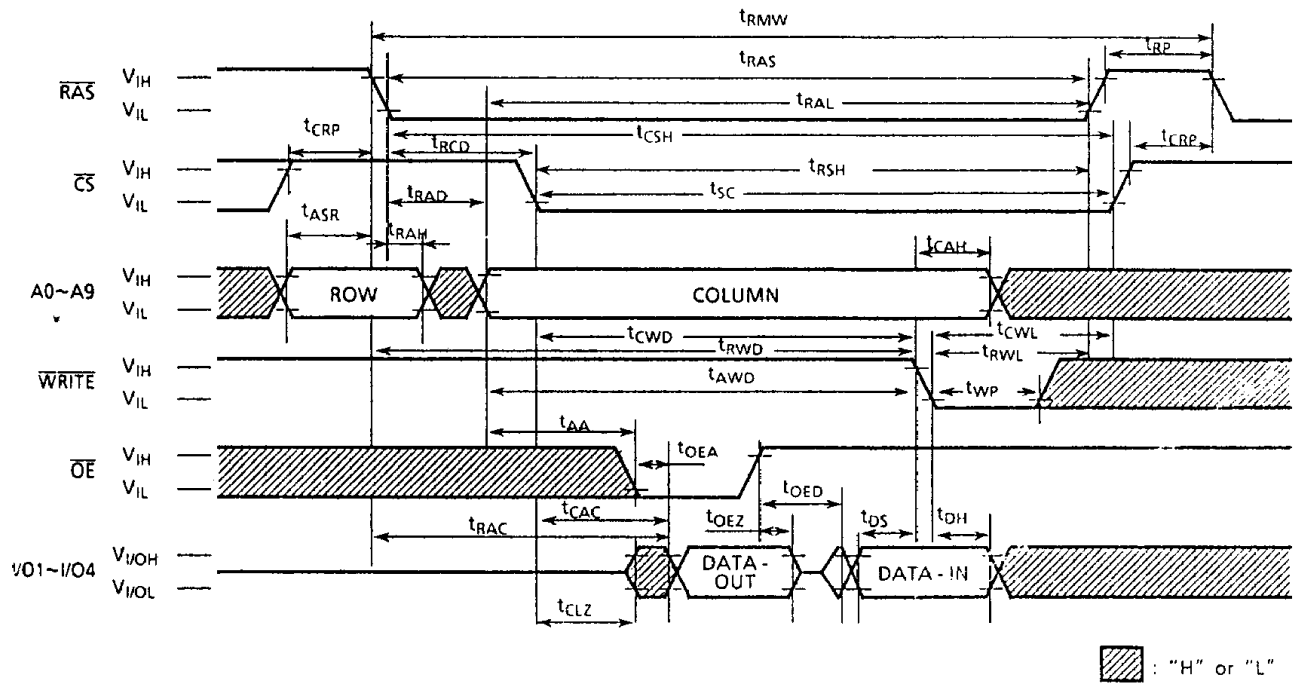 tRMW
tRP
tRAS
RAS VIH
VIL
tRAL
tCRP
tCSH
tRCD
tCRP
CS VIH
VIL
tRSH
tSC
tRAD
tASR
tRAH
tCAH
A0~A9 VIH
VIL
ROW
COLUMN
tCWD
tCWL
tRWD
tRWL
WRITE VIH
VIL
tAWD
tWP
tAA
tOEA
OE VIH
VIL
tOED
tCAC
tOEZ
tDS
tDH
tRAC
I/O1~I/O4 VI/OH
VI/OL
DATA - OUT
DATA - IN
tCLZ
: "H" or "L"